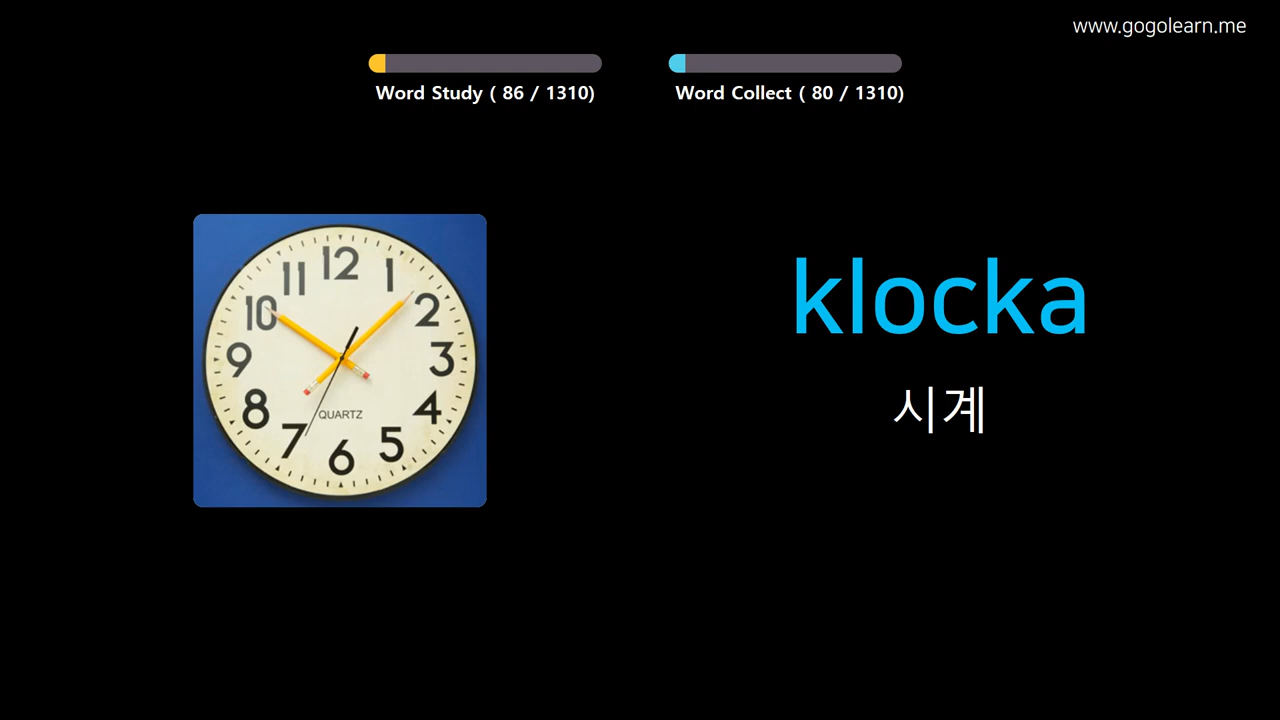 www.gogolearn.me
Word Study ( 86 / 1310)
Word Collect ( 80 / 1310)
12
11 1
10 2
9 3
8 4
QUARTZ
7 5
6
klocka
시계